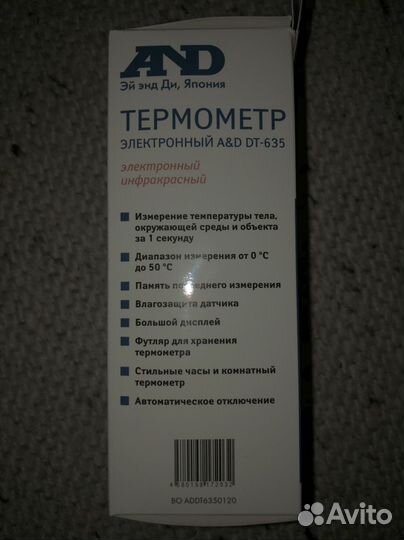 AND
Эй энд Ди, Япония
ТЕРМОМЕТР
ЭЛЕКТРОННЫЙ A&D DT-635
электронный
инфракрасный
Измерение температуры тела,
окружающей среды и объекта
за 1 секунду
Диапазон измерения от 0 °C
до 50 °C
Память последнего измерения
Влагозащита датчика
Большой дисплей
Футляр для хранения
термометра
Стильные часы и комнатный
термометр
Автоматическое отключение
BO ADDT6350120
Avito